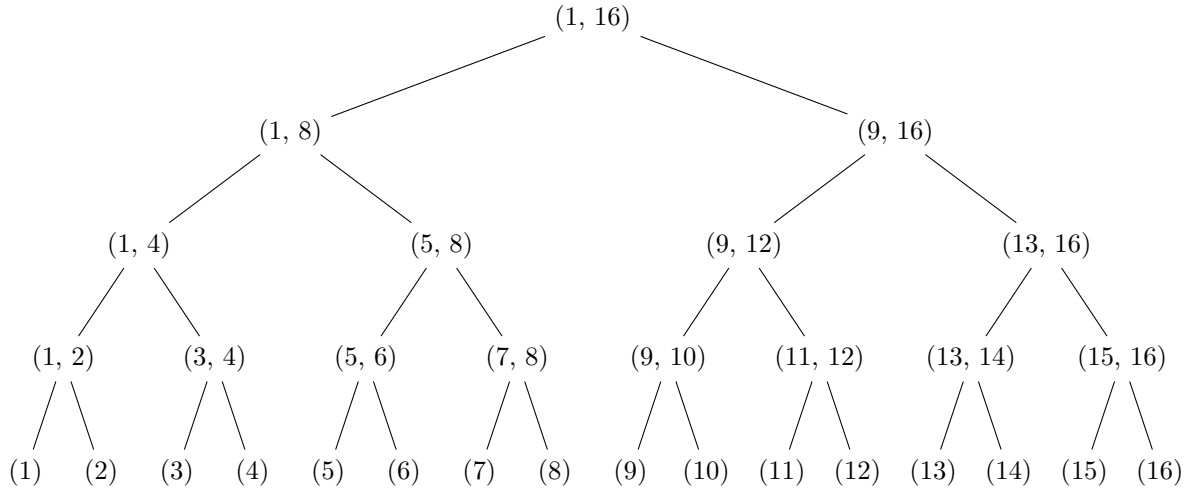 (1, 16)
(1, 8) (9, 16)
(1, 4) (5, 8) (9, 12) (13, 16)
(1, 2) (3, 4) (5, 6) (7, 8) (9, 10) (11, 12) (13, 14) (15, 16)
(1) (2) (3) (4) (5) (6) (7) (8) (9) (10) (11) (12) (13) (14) (15) (16)